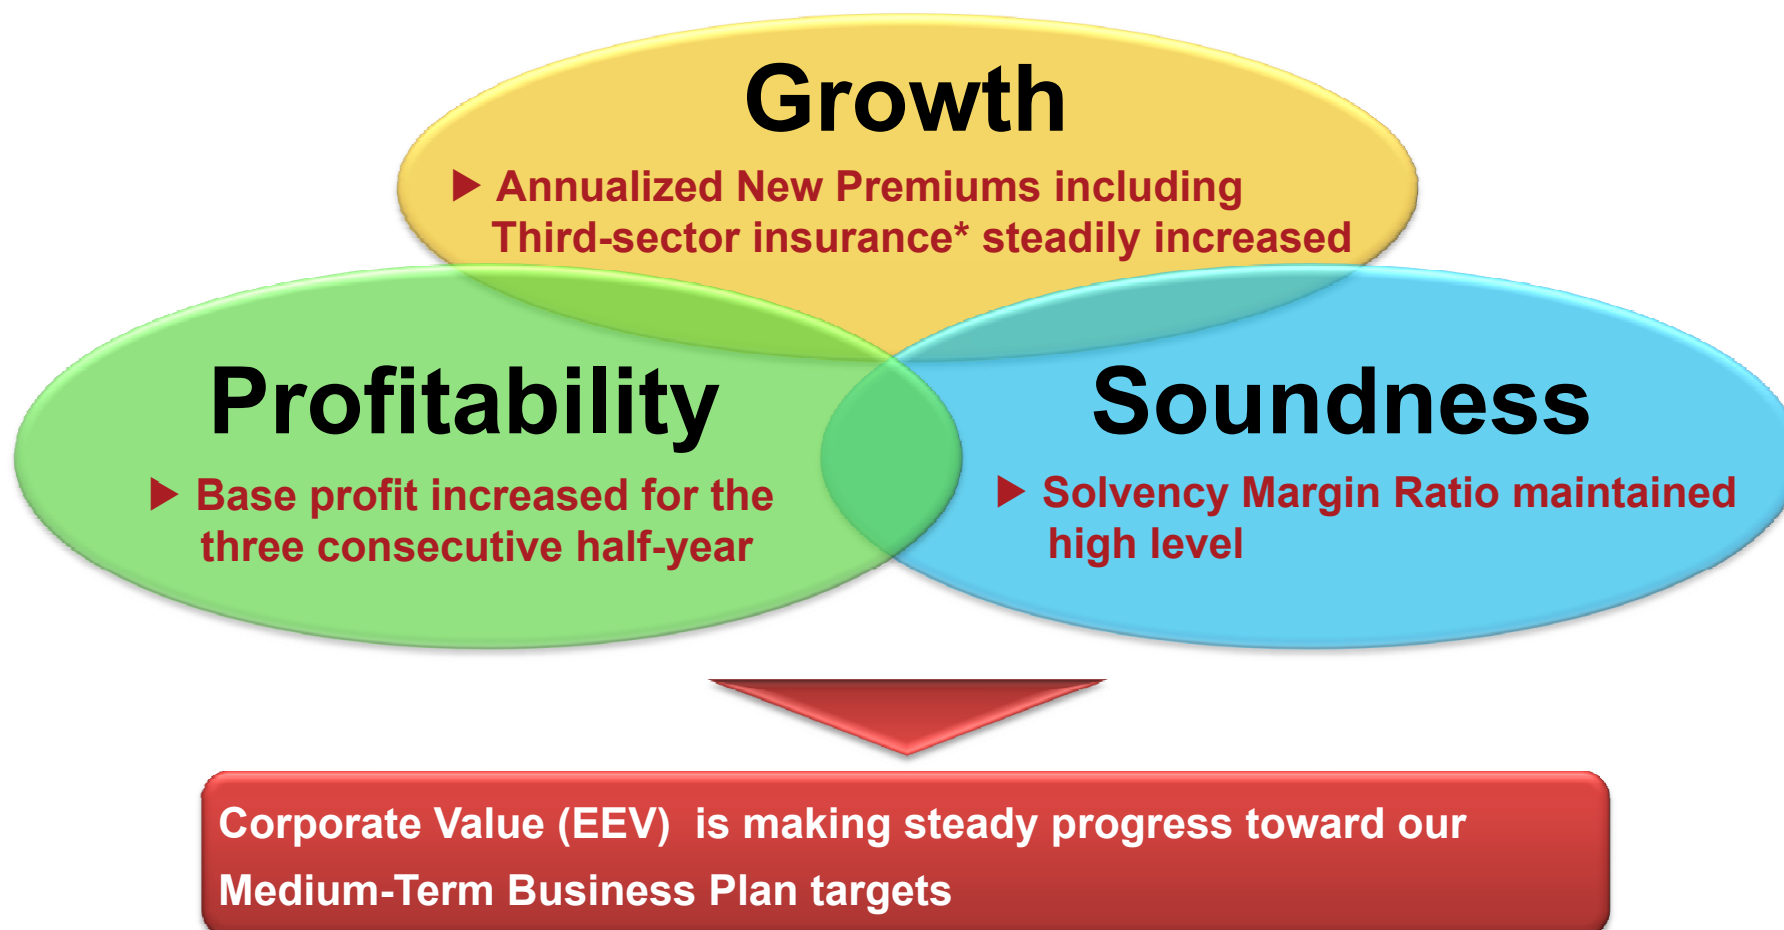 Growth
▶ Annualized New Premiums including
Third-sector insurance* steadily increased
Profitability
▶ Base profit increased for the
three consecutive half-year
Soundness
▶ Solvency Margin Ratio maintained
high level
Corporate Value (EEV) is making steady progress toward our
Medium-Term Business Plan targets